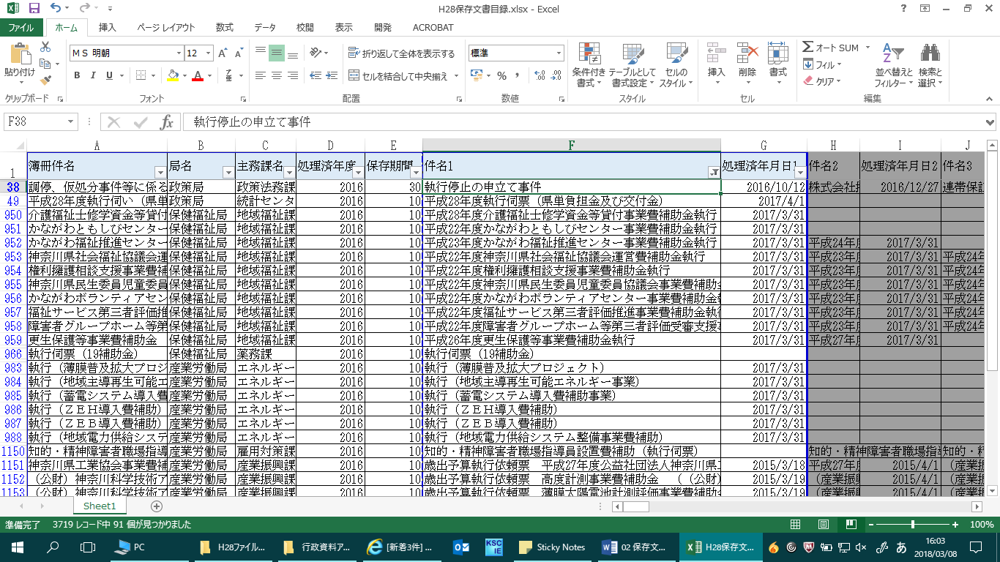 H28保存文書目録.xlsx - Excel
ファイル ホーム 挿入 ページ レイアウト 数式 データ 校閲 表示 開発 ACROBAT
ＭＳ 明朝 12 折り返して全体を表示する 標準 オート SUM
貼り付け B I U セルを結合して中央揃え % 条件付き書式 テーブルとして書式設定 セルのスタイル 挿入 削除 書式 フィル クリア 並べ替えとフィルター 検索と選択
クリップボード フォント 配置 数値 スタイル セル 編集
F38 fx 執行停止の申立て事件
A B C D E F G H I J
1 簿冊件名 局名 主務課名 処理済年度 保存期間 件名1 処理済年月日1 件名2 処理済年月日2 件名3
38 調停、仮処分事件等に係る 政策局 政策法務課 2016 30 執行停止の申立て事件 2016/10/12 株式会社 2016/12/27 連帯保
49 平成28年度執行伺い（県単 政策局 統計センタ 2016 10 平成28年度執行伺票（県単負担金及び交付金） 2017/4/1
950 介護福祉士修学資金等貸付 保健福祉局 地域福祉課 2016 10 平成28年度介護福祉士修学資金等貸付事業費補助金執行 2017/3/31
951 かながわともしびセンター 保健福祉局 地域福祉課 2016 10 平成22年度かながわともしびセンター事業費補助金執行 2017/3/31
952 かながわ福祉推進センター 保健福祉局 地域福祉課 2016 10 平成23年度かながわ福祉推進センター事業費補助金執行 2017/3/31 平成24年度 2017/3/31
953 神奈川県社会福祉協議会運 保健福祉局 地域福祉課 2016 10 平成22年度神奈川県社会福祉協議会運営費補助金執行 2017/3/31 平成23年度 2017/3/31 平成24年
954 権利擁護相談支援事業費補 保健福祉局 地域福祉課 2016 10 平成22年度権利擁護相談支援事業費補助金執行 2017/3/31 平成23年度 2017/3/31 平成24年
955 神奈川県民生委員児童委員 保健福祉局 地域福祉課 2016 10 平成22年度神奈川県民生委員児童委員協議会事業費補助金 2017/3/31 平成23年度 2017/3/31 平成24年
956 かながわボランティアセン 保健福祉局 地域福祉課 2016 10 平成22年度かながわボランティアセンター事業費補助金 2017/3/31 平成23年度 2017/3/31 平成24年
957 福祉サービス第三者評価推 保健福祉局 地域福祉課 2016 10 平成22年度福祉サービス第三者評価推進事業費補助金執 2017/3/31 平成23年度 2017/3/31 平成24年
958 障害者グループホーム等第 保健福祉局 地域福祉課 2016 10 平成22年度障害者グループホーム等第三者評価受審支援 2017/3/31 平成23年度 2017/3/31 平成24年
959 更生保護等事業費補助金 保健福祉局 地域福祉課 2016 10 平成26年度更生保護等事業費補助金執行 2017/3/31 平成27年度 2017/3/31
966 執行伺票（19補助金） 保健福祉局 薬務課 2016 10 執行伺票（19補助金）
983 執行（薄膜普及拡大プロジ 産業労働局 エネルギー 2016 10 執行（薄膜普及拡大プロジェクト） 2017/3/31
984 執行（地域主導再生可能エ 産業労働局 エネルギー 2016 10 執行（地域主導再生可能エネルギー事業） 2017/3/31
985 執行（蓄電システム導入費 産業労働局 エネルギー 2016 10 執行（蓄電システム導入費補助事業） 2017/3/31
986 執行（ＺＥＨ導入費補助） 産業労働局 エネルギー 2016 10 執行（ＺＥＨ導入費補助） 2017/3/31
987 執行（ＺＥＢ導入費補助） 産業労働局 エネルギー 2016 10 執行（ＺＥＢ導入費補助） 2017/3/31
988 執行（地域電力供給システ 産業労働局 エネルギー 2016 10 執行（地域電力供給システム整備事業費補助） 2017/3/31
1150 知的・精神障害者職場指導 産業労働局 雇用対策課 2016 10 知的・精神障害者職場指導員設置費補助（執行伺票） 知的・精神障害者職場指導 知的・
1151 神奈川県工業協会事業費補 産業労働局 産業振興課 2016 10 歳出予算執行依頼票　平成27年度公益社団法人神奈川県 2015/3/18 平成27年度 2015/4/1 （産業
1152 （公財）神奈川科学技術ア 産業労働局 産業振興課 2016 10 歳出予算執行依頼票　高度計測事業費補助金　（（公財） 2015/3/19 （産業振 2015/4/1 （産業
1153 （公財）神奈川科学技術ア 産業労働局 産業振興課 2016 10 歳出予算執行依頼票　薄膜太陽電池計測評価事業費補助 2015/3/19 （産業振 2015/4/1 （産業
Sheet1
準備完了 3719 レコード中 91 個が見つかりました 100%
PC H28ファイル... 行政資料ア... [新着3件] ... KSC IE Sticky Notes 02 保存文... H28保存文... あ 16:03
2018/03/08